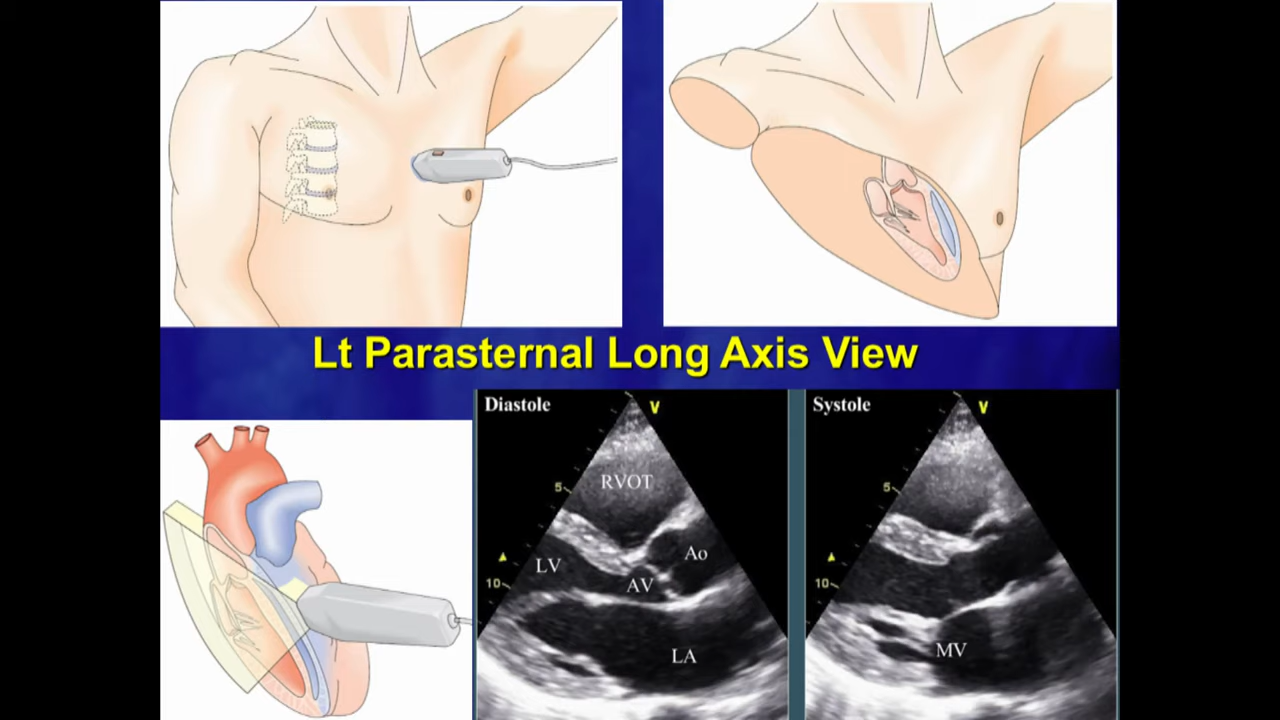 Lt Parasternal Long Axis View
Diastole
V
RVOT
5
Ao
LV
AV
10
LA
Systole
V
5
10
MV